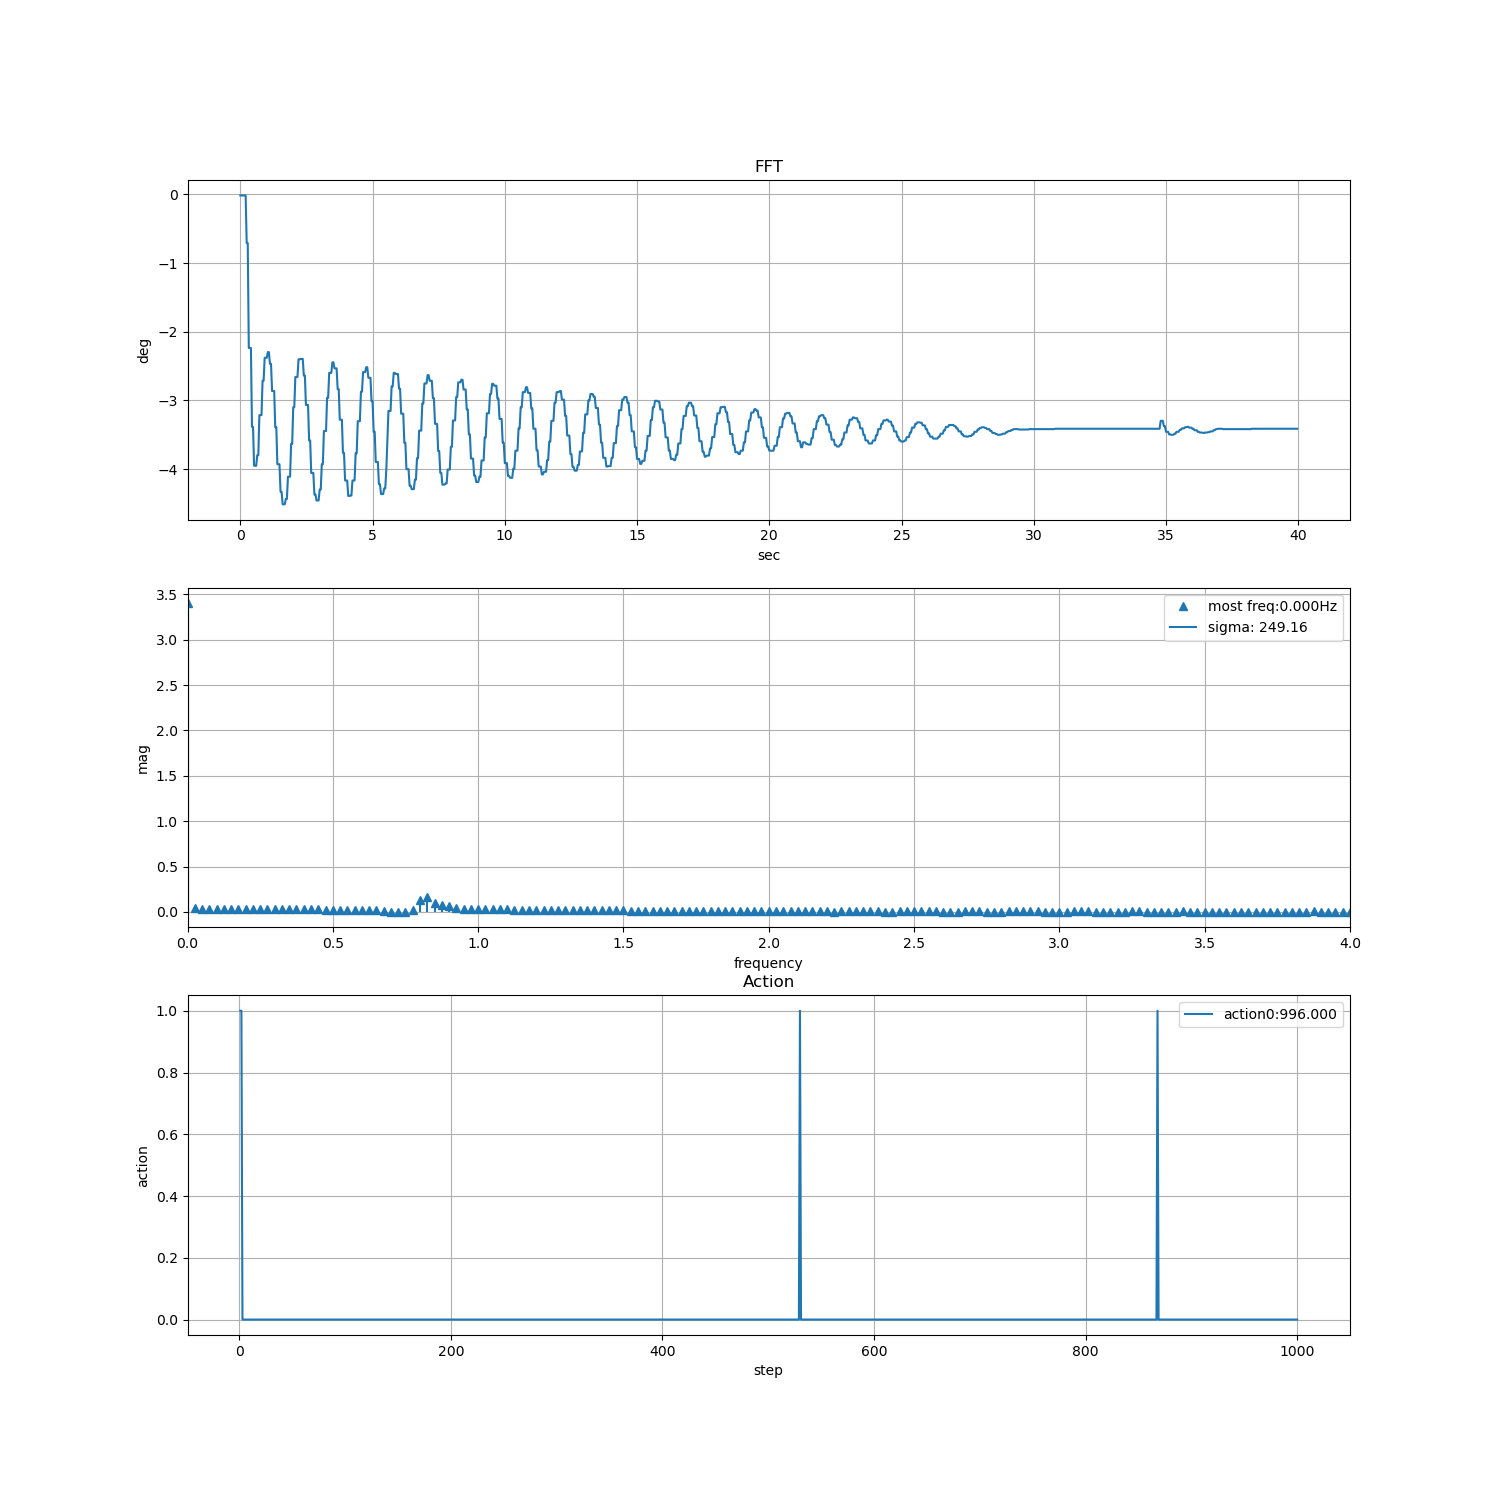 FFT
0
−1
−2
−3
−4
deg
0 5 10 15 20 25 30 35 40
sec
3.5
3.0
2.5
2.0
1.5
1.0
0.5
0.0
mag
most freq:0.000Hz
sigma: 249.16
0.0 0.5 1.0 1.5 2.0 2.5 3.0 3.5 4.0
frequency
Action
1.0
0.8
0.6
0.4
0.2
0.0
action
action0:996.000
0 200 400 600 800 1000
step